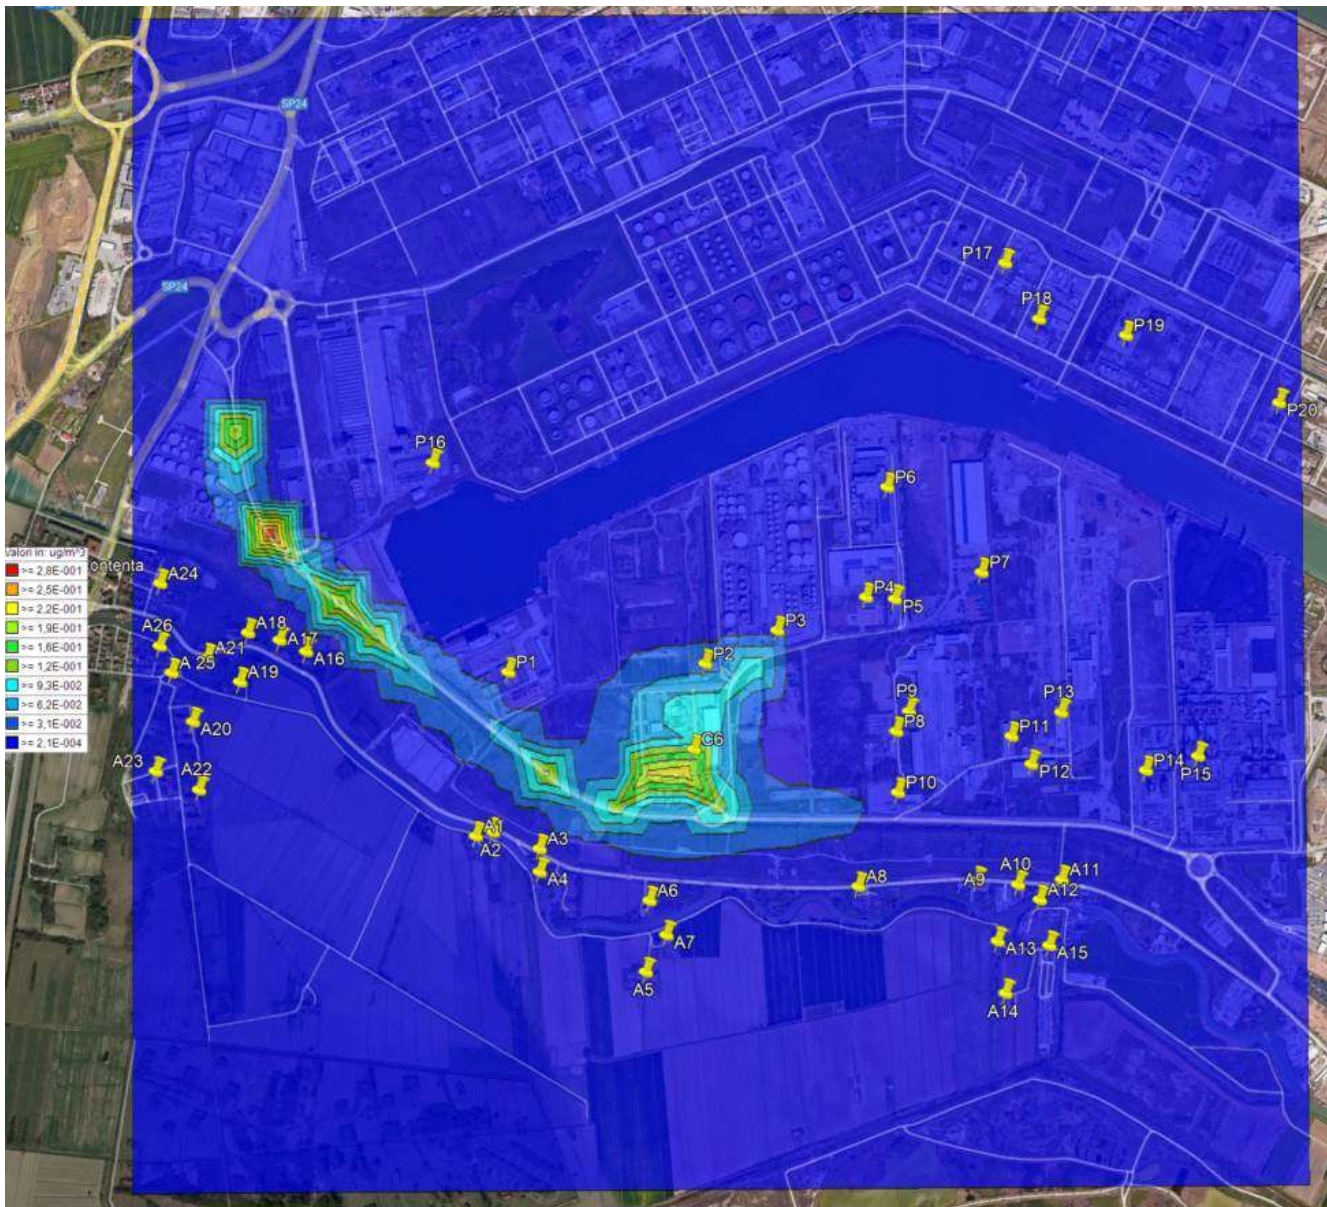 SP24
SP24
P17
P18
P19
P20
P16
P6
P7
valori in: ug/m^3
>= 2,8E-001
>= 2,5E-001
>= 2,2E-001
>= 1,9E-001
>= 1,6E-001
>= 1,2E-001
>= 9,3E-002
>= 6,2E-002
>= 3,1E-002
>= 2,1E-004
ontenta
A24
P4
P5
P3
A26
A18
A17
A21
A16
A 25
A19
P1
P2
P9
P13
A20
P8
P11
G6
P12
P14
P15
A23
A22
P10
A1
A2
A3
A4
A6
A8
A9
A10
A11
A12
A7
A13
A15
A5
A14